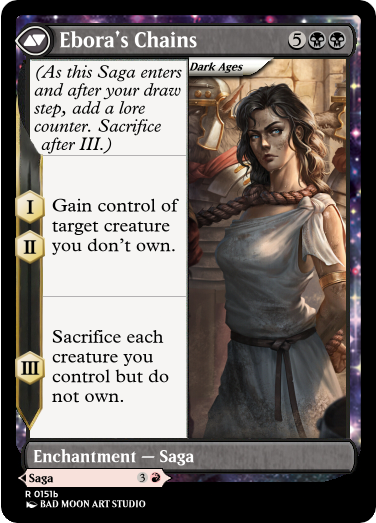 Ebora's Chains 5
Dark Ages
(As this Saga enters
and after your draw
step, add a lore
counter. Sacrifice
after III.)
I
II
Gain control of
target creature
you don't own.
III
Sacrifice each
creature you
control but do
not own.
Enchantment — Saga
Saga 3
R 0151b
BAD MOON ART STUDIO